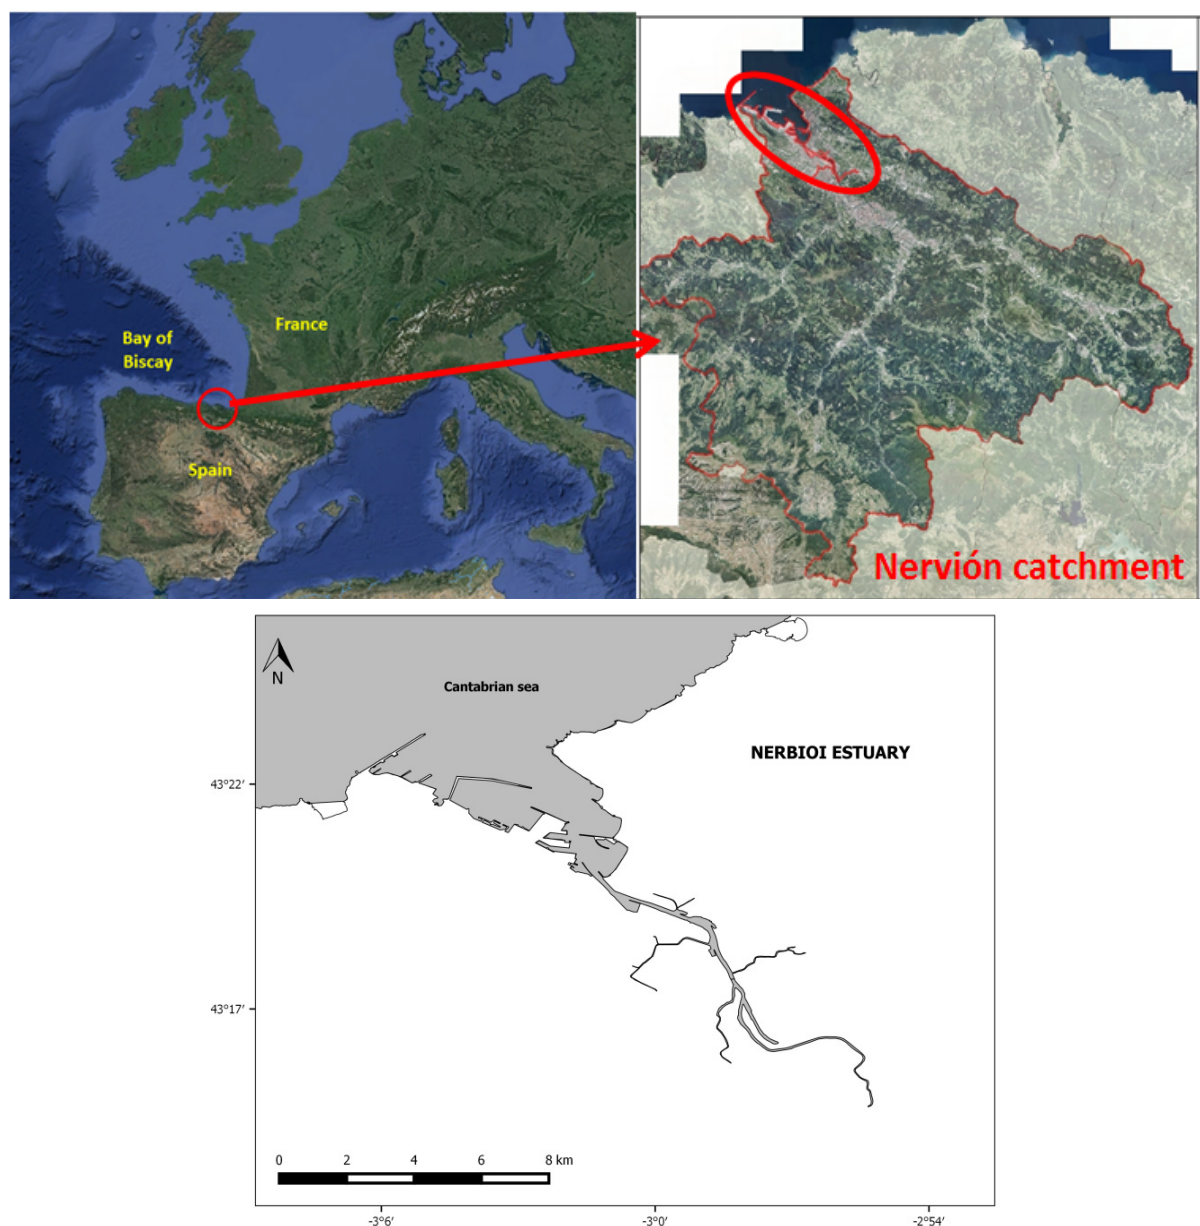 France
Bay of
Biscay
Spain
Nervión catchment
N
Cantabrian sea
NERBIOI ESTUARY
43°22'
43°17'
0 2 4 6 8 km
-3°6' -3°0' -2°54'